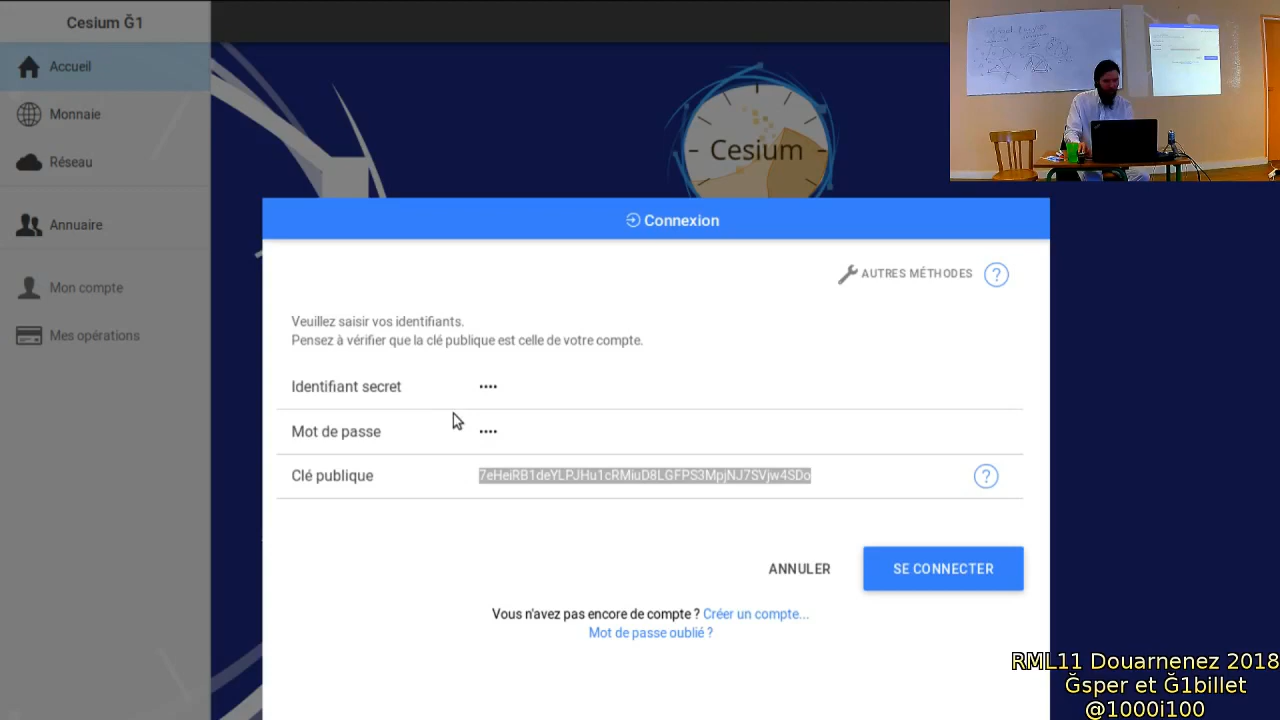 Cesium Ğ1
Accueil
Monnaie
Réseau
Annuaire
Mon compte
Mes opérations
Cesium
Connexion
AUTRES MÉTHODES ?
Veuillez saisir vos identifiants.
Pensez à vérifier que la clé publique est celle de votre compte.
Identifiant secret ••••
Mot de passe ••••
Clé publique 7eHeiRB1deYLPJHu1cRMiuD8LGFPS3MpjNJ7SVjw4SDo ?
ANNULER SE CONNECTER
Vous n'avez pas encore de compte ? Créer un compte...
Mot de passe oublié ?
RML11 Douarnenez 2018
Ğsper et Ğ1billet
@1000i100